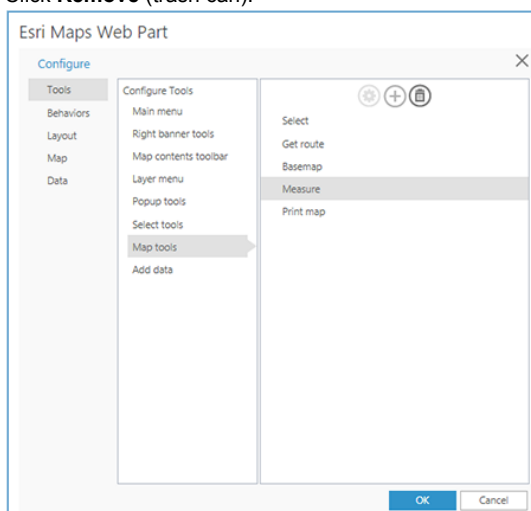 Click Remove (trash can).
Esri Maps Web Part
Configure
Tools
Behaviors
Layout
Map
Data
Configure Tools
Main menu
Right banner tools
Map contents toolbar
Layer menu
Popup tools
Select tools
Map tools
Add data
Select
Get route
Basemap
Measure
Print map
OK Cancel